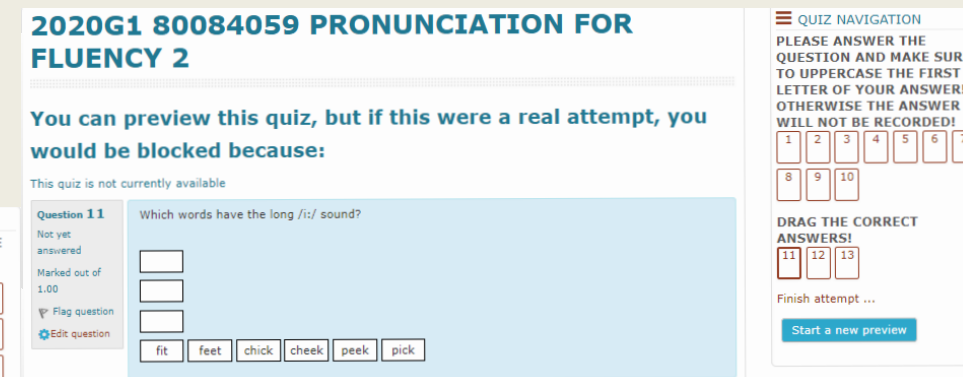 2020G1 80084059 PRONUNCIATION FOR
FLUENCY 2
You can preview this quiz, but if this were a real attempt, you
would be blocked because:
This quiz is not currently available
Question 11
Not yet
answered
Marked out of
1.00
Flag question
Edit question
Which words have the long /i:/ sound?
fit feet chick cheek peek pick
QUIZ NAVIGATION
PLEASE ANSWER THE
QUESTION AND MAKE SUR
TO UPPERCASE THE FIRST
LETTER OF YOUR ANSWER!
OTHERWISE THE ANSWER
WILL NOT BE RECORDED!
1 2 3 4 5 6 7
8 9 10
DRAG THE CORRECT
ANSWERS!
11 12 13
Finish attempt ...
Start a new preview